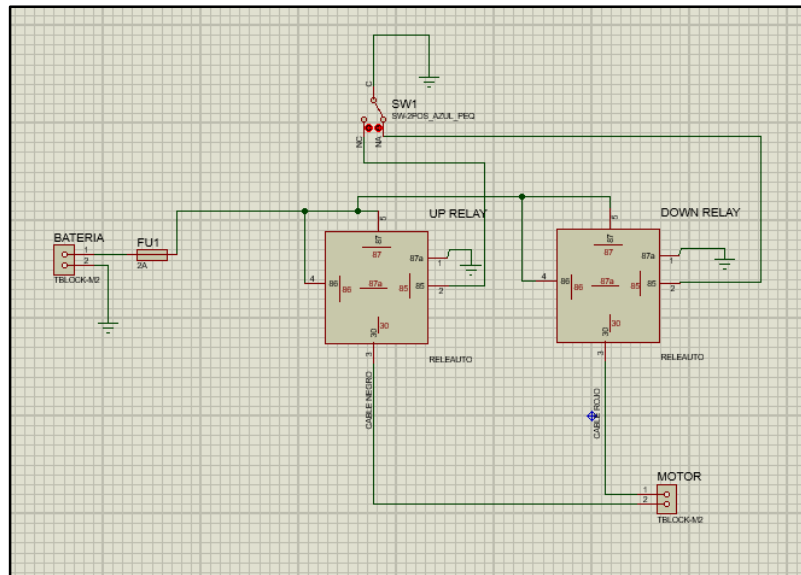 C
SW1
SW-2POS_AZUL_PEQ
NC
NA
UP RELAY
DOWN RELAY
BATERIA
1
2
TBLOCK-M2
FU1
2A
5
87
87
87a
1
4
86
86
87a
85
85
2
30
30
3
RELEAUTO
CABLE NEGRO
5
87
87
87a
1
4
86
86
87a
85
85
2
30
30
3
RELEAUTO
CABLE ROJO
MOTOR
1
2
TBLOCK-M2